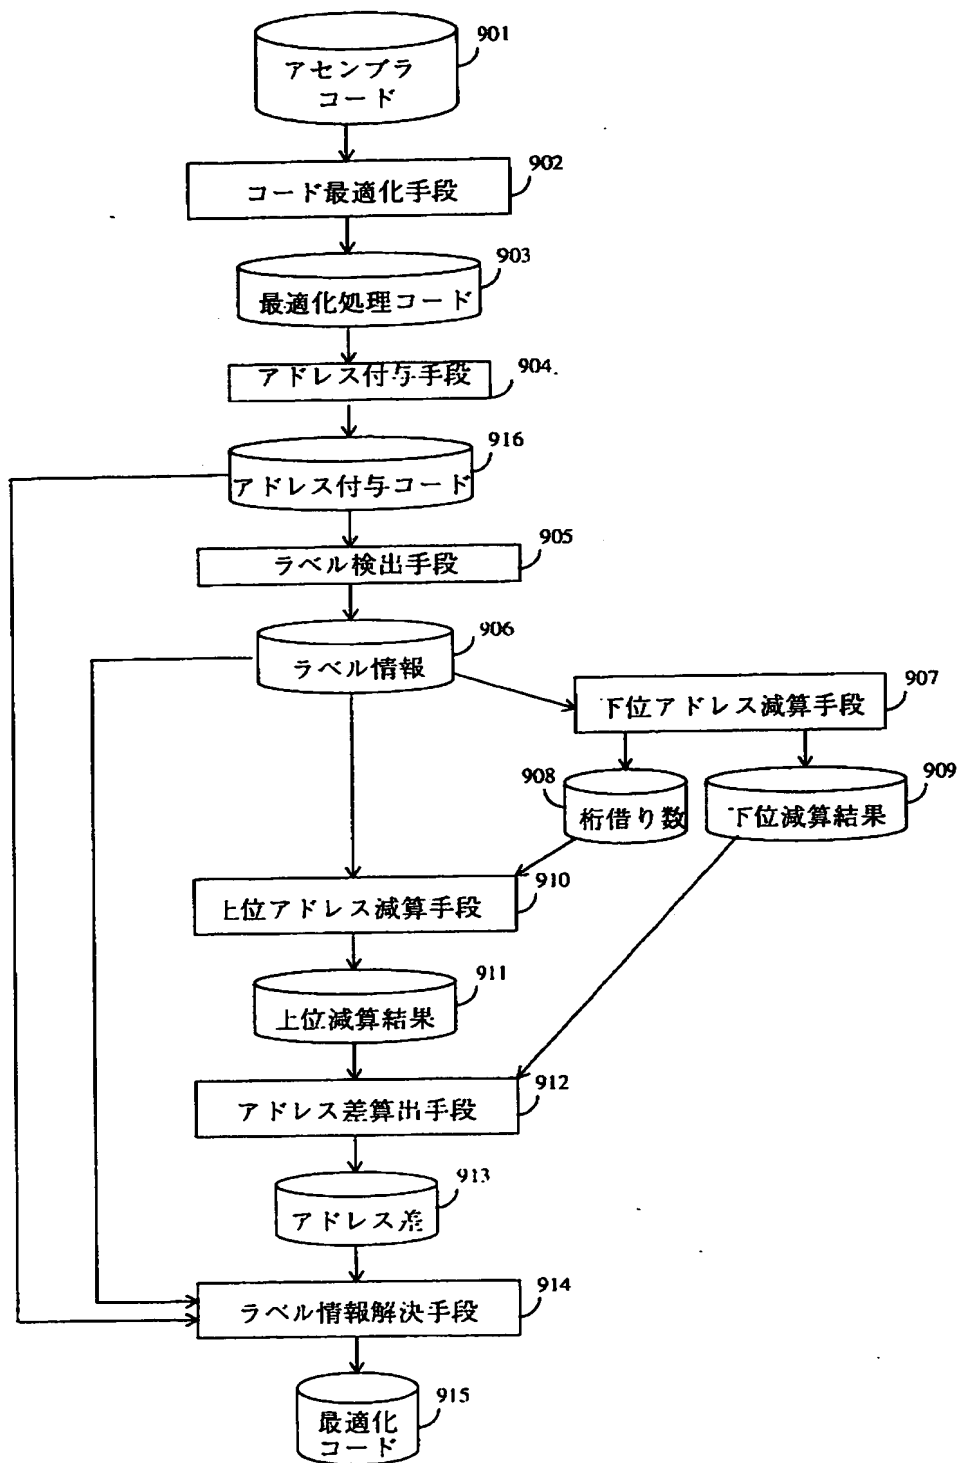 901
アセンブラ
コード
902
コード最適化手段
903
最適化処理コード
904
アドレス付与手段
916
アドレス付与コード
905
ラベル検出手段
906
ラベル情報
907
下位アドレス減算手段
908
桁借り数
909
下位減算結果
910
上位アドレス減算手段
911
上位減算結果
912
アドレス差算出手段
913
アドレス差
914
ラベル情報解決手段
915
最適化
コード